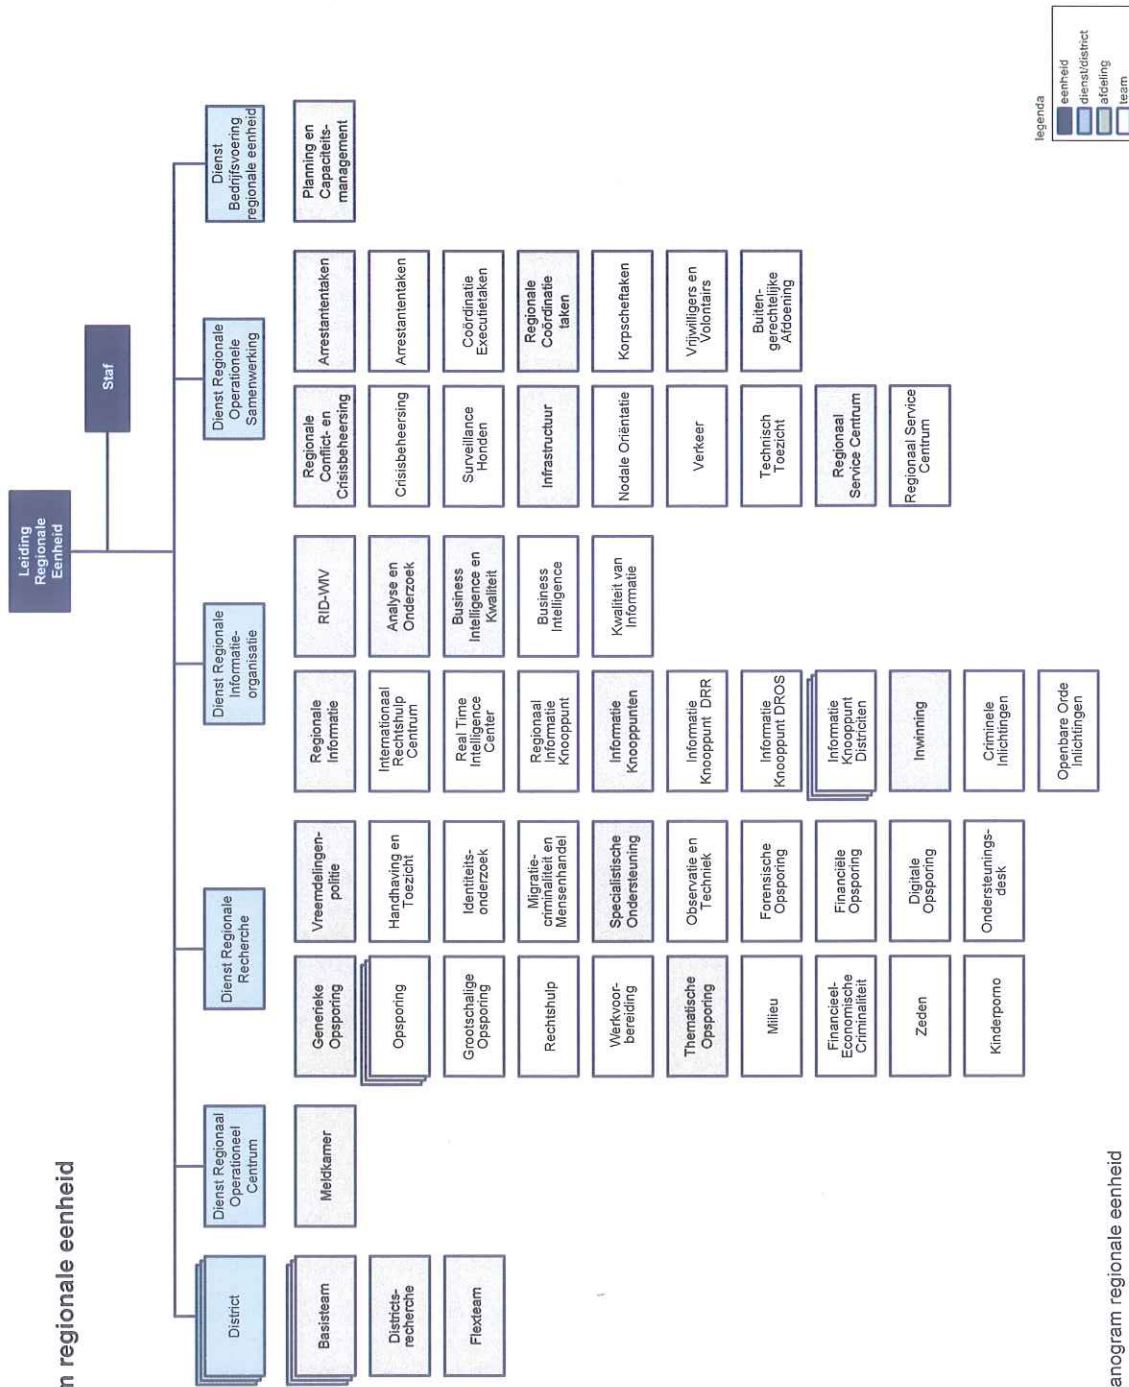 m regionale eenheid
Leiding
Regionale
Eenheid
Staf
District
Basisteam
Districts-
recherche
Flexteam
Dienst Regionaal
Operationeel
Centrum
Meldkamer
Dienst Regionale
Recherche
Generieke
Opsporing
Opsporing
Grootschalige
Opsporing
Rechtshulp
Werkvoor-
bereiding
Thematische
Opsporing
Milieu
Financieel-
Economische
Criminaliteit
Zeden
Kinderporno
Vreemdelingen-
politie
Handhaving en
Toezicht
Identiteits-
onderzoek
Migratie-
criminaliteit en
Mensenhandel
Specialistische
Ondersteuning
Observatie en
Techniek
Forensische
Opsporing
Financiële
Opsporing
Digitale
Opsporing
Ondersteunings-
desk
Dienst Regionale
Informatie-
organisatie
Regionale
Informatie
Internationaal
Rechtshulp
Centrum
Real Time
Intelligence
Center
Regionaal
Informatie
Knooppunt
Informatie
Knooppunten
Informatie
Knooppunt DRR
Informatie
Knooppunt DROS
Informatie
Knooppunt
Districiten
Inwinning
Criminele
Inlichtingen
Openbare Orde
Inlichtingen
RID-WIV
Analyse en
Onderzoek
Business
Intelligence en
Kwaliteit
Business
Intelligence
Kwaliteit van
Informatie
Dienst Regionale
Operationele
Samenwerking
Regionale
Conflict- en
Crisisbeheersing
Crisisbeheersing
Surveillance
Honden
Infrastructuur
Nodale Oriëntatie
Verkeer
Technisch
Toezicht
Regionaal
Service Centrum
Regionaal Service
Centrum
Arrestantentaken
Arrestantentaken
Coördinatie
Executietaken
Regionale
Coördinatie
taken
Korpscheftaken
Vrijwilligers en
Volontairs
Buiten-
gerechtelijke
Afdoening
Dienst
Bedrijfsvoering
regionale eenheid
Planning en
Capaciteits-
management
legenda
eenheid
dienst/district
afdeling
team
anogram regionale eenheid